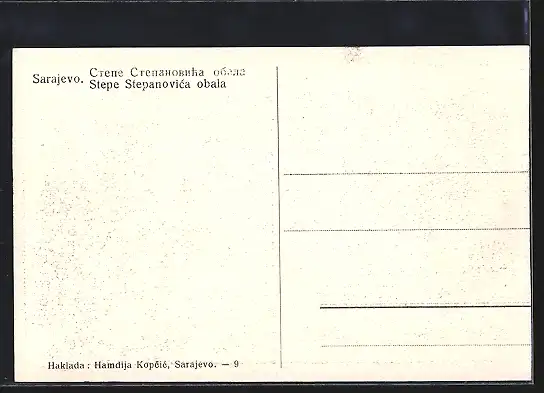 Sarajevo. Степе Степановића обала
Stepe Stepanovića obala
Haklada: Hamdija Kopčić, Sarajevo. — 9